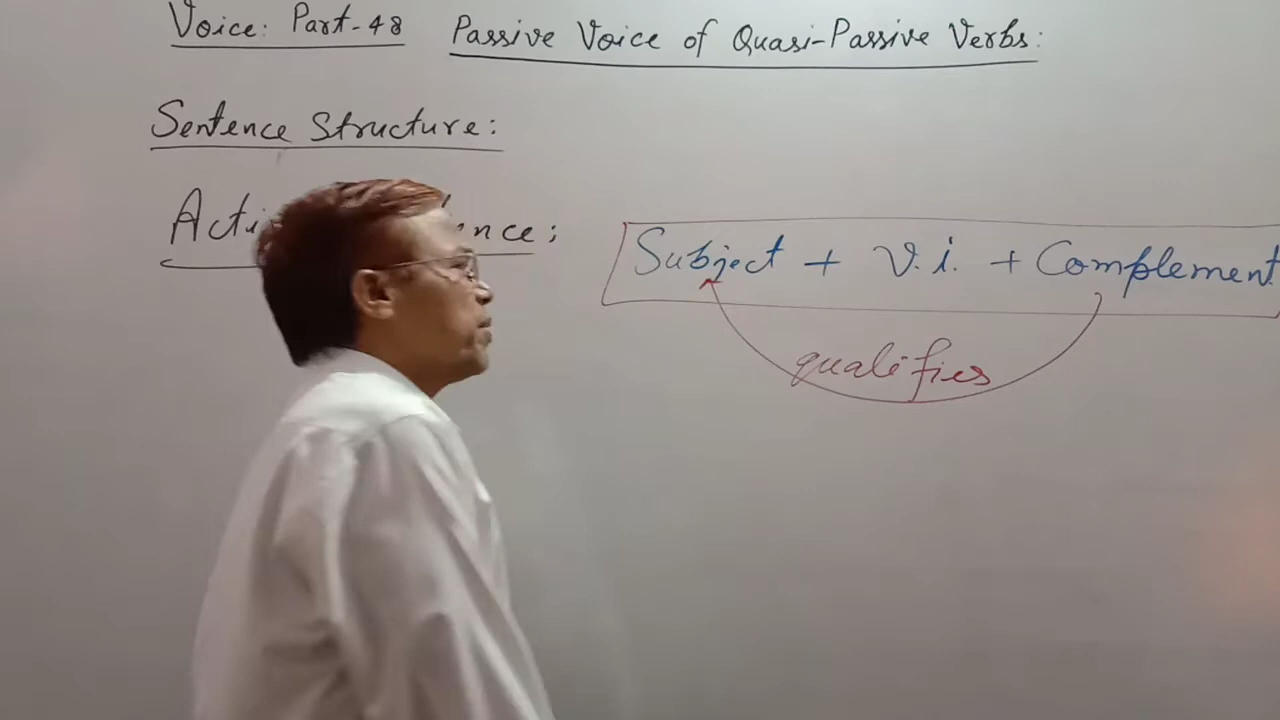 Voice: Part-48 Passive Voice of Quasi-Passive Verbs:
Sentence Structure:
Subject + V.i. + Complement
qualifies